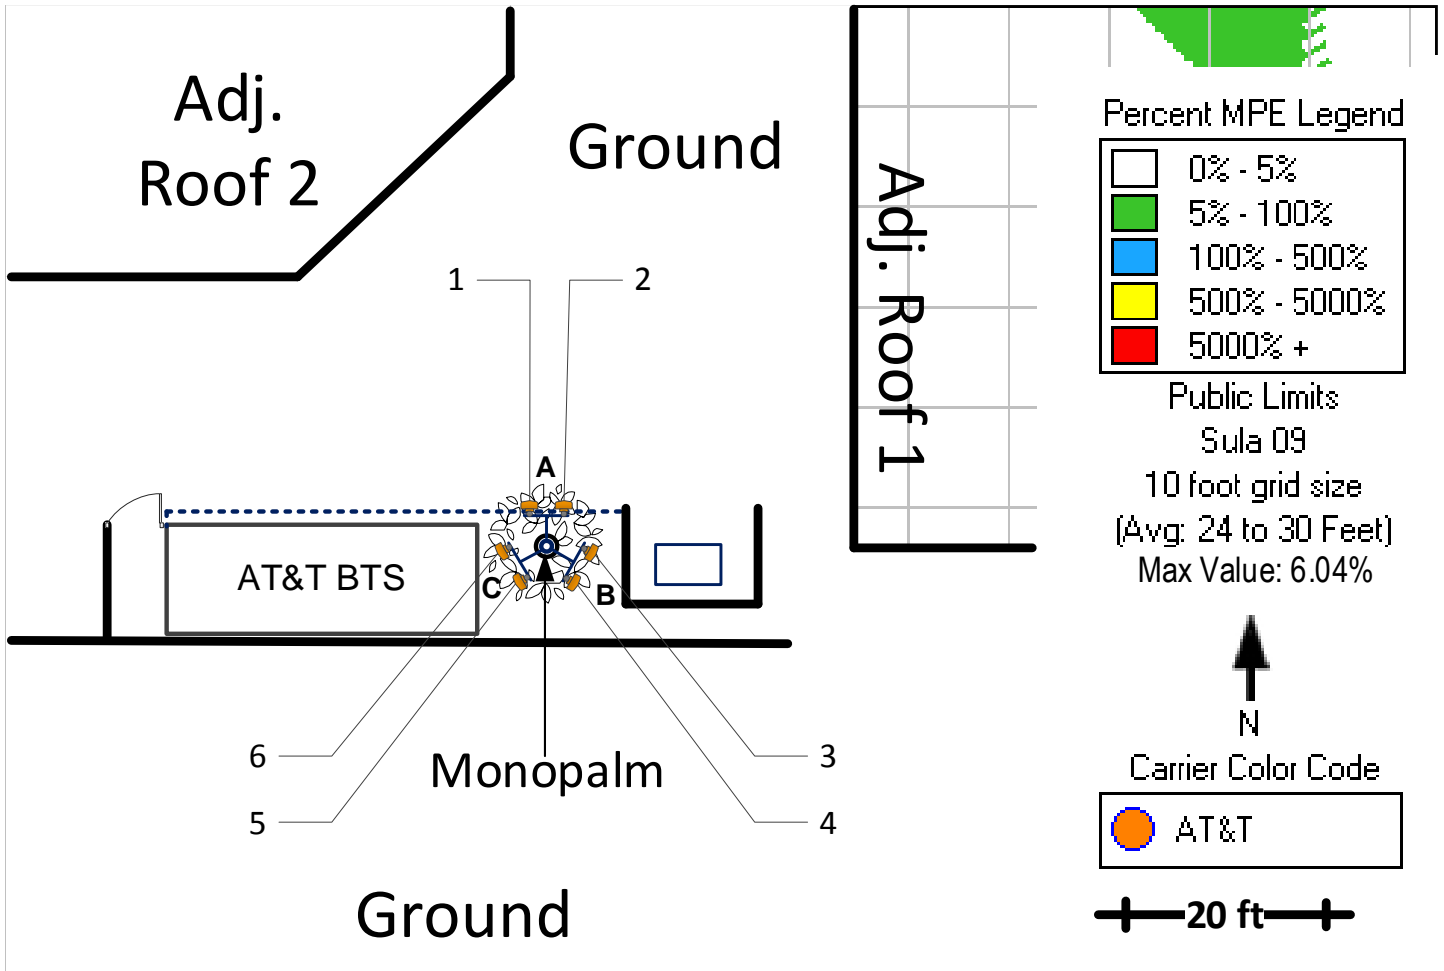 Adj.
Roof 2
Ground
Adj. Roof 1
1
2
A
AT&T BTS
C
B
6
5
3
4
Monopalm
Ground
Percent MPE Legend
0% - 5%
5% - 100%
100% - 500%
500% - 5000%
5000% +
Public Limits
Sula 09
10 foot grid size
(Avg: 24 to 30 Feet)
Max Value: 6.04%
N
Carrier Color Code
AT&T
20 ft